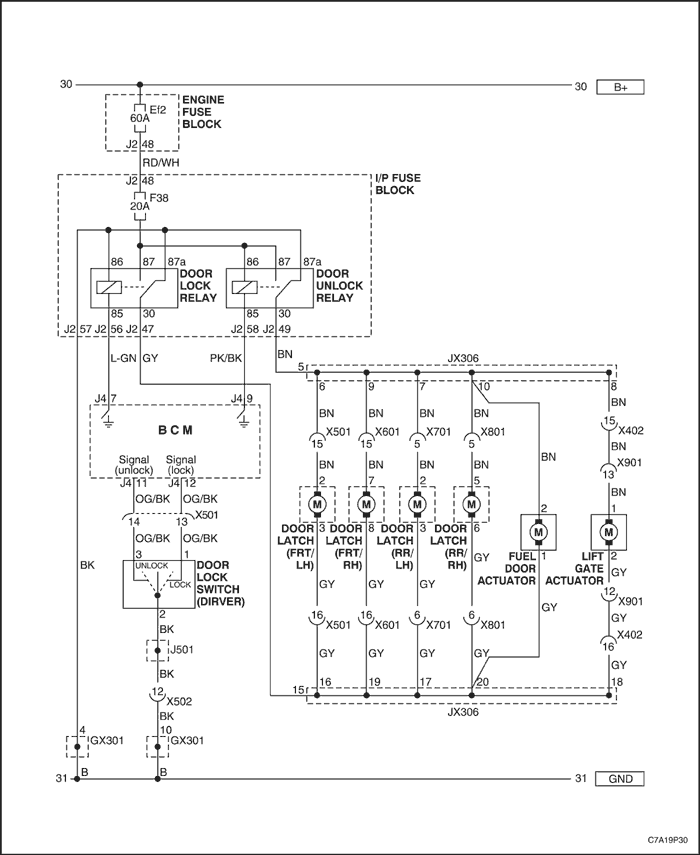 30
30 B+
ENGINE
FUSE
BLOCK
Ef2
60A
J2 48
RD/WH
J2 48
I/P FUSE
BLOCK
F38
20A
86 87 87a
DOOR
LOCK
RELAY
86 87 87a
DOOR
UNLOCK
RELAY
85 30
85 30
J2 57 J2 56 J2 47 J2 58 J2 49
L-GN GY PK/BK BN
JX306
5
6 9 7 10 8
BN BN BN BN BN
15 X402
X501 X601 X701 X801
15 15 5 5
BN
X901
13
BN BN BN BN BN BN
2 7 2 5 2 1
M M M M M M
3 8 3 6 1 2
DOOR
LATCH
(FRT/
LH)
DOOR
LATCH
(FRT/
RH)
DOOR
LATCH
(RR/
LH)
DOOR
LATCH
(RR/
RH)
FUEL
DOOR
ACTUATOR
LIFT
GATE
ACTUATOR
GY GY GY GY GY GY
12 X901
16 X501 16 X601 6 X701 6 X801
X402
16
GY GY GY GY GY
15
16 19 17 20 18
JX306
J4 7 J4 9
B C M
Signal
(unlock)
Signal
(lock)
J4 11 J4 12
OG/BK OG/BK
14 13 X501
OG/BK OG/BK
3 1
UNLOCK
LOCK
DOOR
LOCK
SWITCH
(DIRVER)
2
BK
BK
J501
BK
12 X502
BK
4 GX301
10 GX301
31 B B
31 GND
C7A19P30